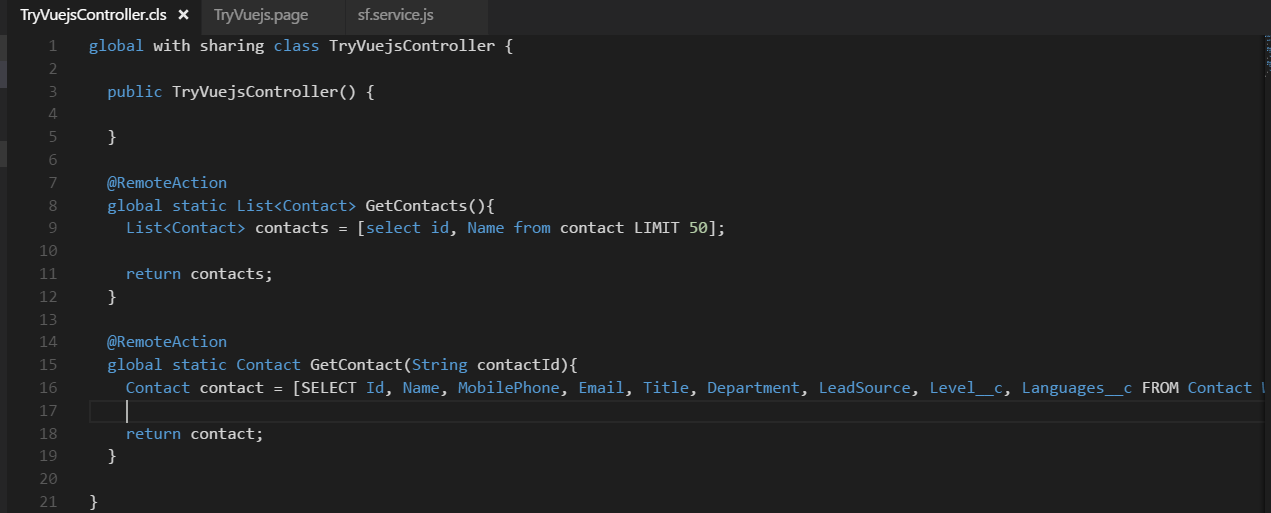 TryVuejsController.cls × TryVuejs.page sf.service.js
1 global with sharing class TryVuejsController {
2
3 public TryVuejsController() {
4
5 }
6
7 @RemoteAction
8 global static List<Contact> GetContacts(){
9 List<Contact> contacts = [select id, Name from contact LIMIT 50];
10
11 return contacts;
12 }
13
14 @RemoteAction
15 global static Contact GetContact(String contactId){
16 Contact contact = [SELECT Id, Name, MobilePhone, Email, Title, Department, LeadSource, Level__c, Languages__c FROM Contact
17
18 return contact;
19 }
20
21 }